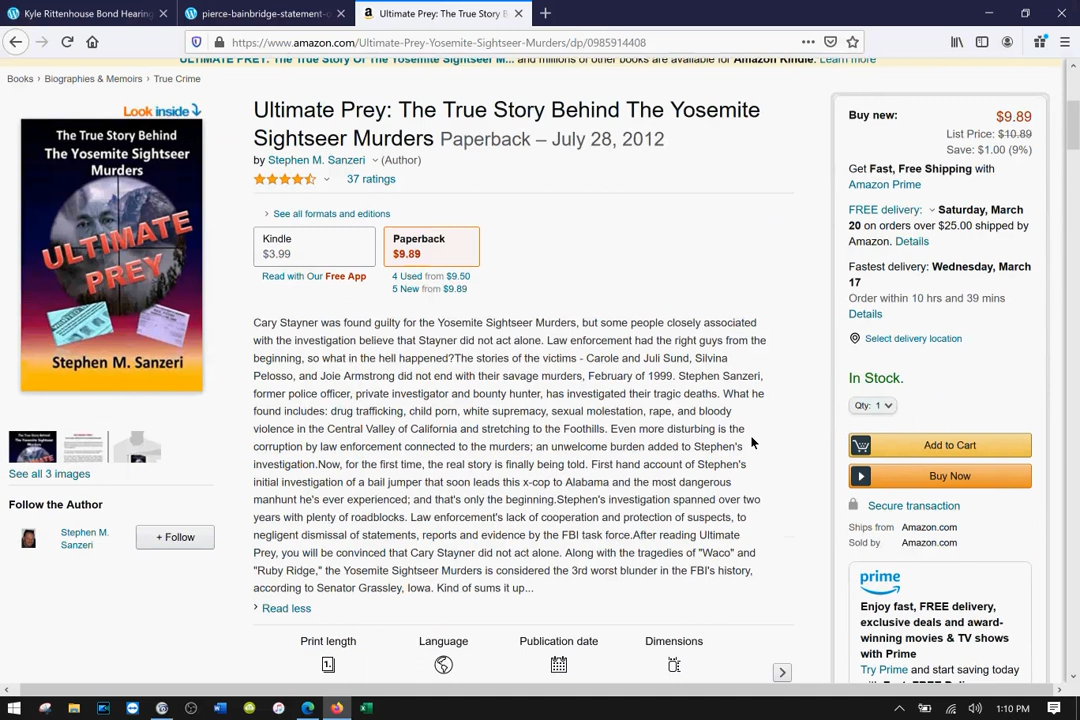 Kyle Rittenhouse Bond Hearing
pierce-bainbridge-statement-o
Ultimate Prey: The True Story B
https://www.amazon.com/Ultimate-Prey-Yosemite-Sightseer-Murders/dp/0985914408
ULTIMATE PREY: The True Story Of The Yosemite Sightseer M... and millions of other books are available for Amazon Kindle. Learn more
Books › Biographies & Memoirs › True Crime
Look inside
The True Story Behind
The Yosemite Sightseer
Murders
ULTIMATE
PREY
Stephen M. Sanzeri
See all 3 images
Follow the Author
Stephen M.
Sanzeri
+ Follow
Ultimate Prey: The True Story Behind The Yosemite
Sightseer Murders Paperback – July 28, 2012
by Stephen M. Sanzeri (Author)
37 ratings
› See all formats and editions
Kindle
$3.99
Paperback
$9.89
Read with Our Free App
4 Used from $9.50
5 New from $9.89
Cary Stayner was found guilty for the Yosemite Sightseer Murders, but some people closely associated
with the investigation believe that Stayner did not act alone. Law enforcement had the right guys from the
beginning, so what in the hell happened?The stories of the victims - Carole and Juli Sund, Silvina
Pelosso, and Joie Armstrong did not end with their savage murders, February of 1999. Stephen Sanzeri,
former police officer, private investigator and bounty hunter, has investigated their tragic deaths. What he
found includes: drug trafficking, child porn, white supremacy, sexual molestation, rape, and bloody
violence in the Central Valley of California and stretching to the Foothills. Even more disturbing is the
corruption by law enforcement connected to the murders; an unwelcome burden added to Stephen's
investigation.Now, for the first time, the real story is finally being told. First hand account of Stephen's
initial investigation of a bail jumper that soon leads this x-cop to Alabama and the most dangerous
manhunt he's ever experienced; and that's only the beginning.Stephen's investigation spanned over two
years with plenty of roadblocks. Law enforcement's lack of cooperation and protection of suspects, to
negligent dismissal of statements, reports and evidence by the FBI task force.After reading Ultimate
Prey, you will be convinced that Cary Stayner did not act alone. Along with the tragedies of "Waco" and
"Ruby Ridge," the Yosemite Sightseer Murders is considered the 3rd worst blunder in the FBI's history,
according to Senator Grassley, Iowa. Kind of sums it up...
› Read less
Print length
Language
Publication date
Dimensions
Buy new: $9.89
List Price: $10.89
Save: $1.00 (9%)
Get Fast, Free Shipping with
Amazon Prime
FREE delivery: Saturday, March
20 on orders over $25.00 shipped by
Amazon. Details
Fastest delivery: Wednesday, March
17
Order within 10 hrs and 39 mins
Details
Select delivery location
In Stock.
Qty: 1
Add to Cart
Buy Now
Secure transaction
Ships from Amazon.com
Sold by Amazon.com
prime
Enjoy fast, FREE delivery,
exclusive deals and award-
winning movies & TV shows
with Prime
Try Prime and start saving today
1:10 PM